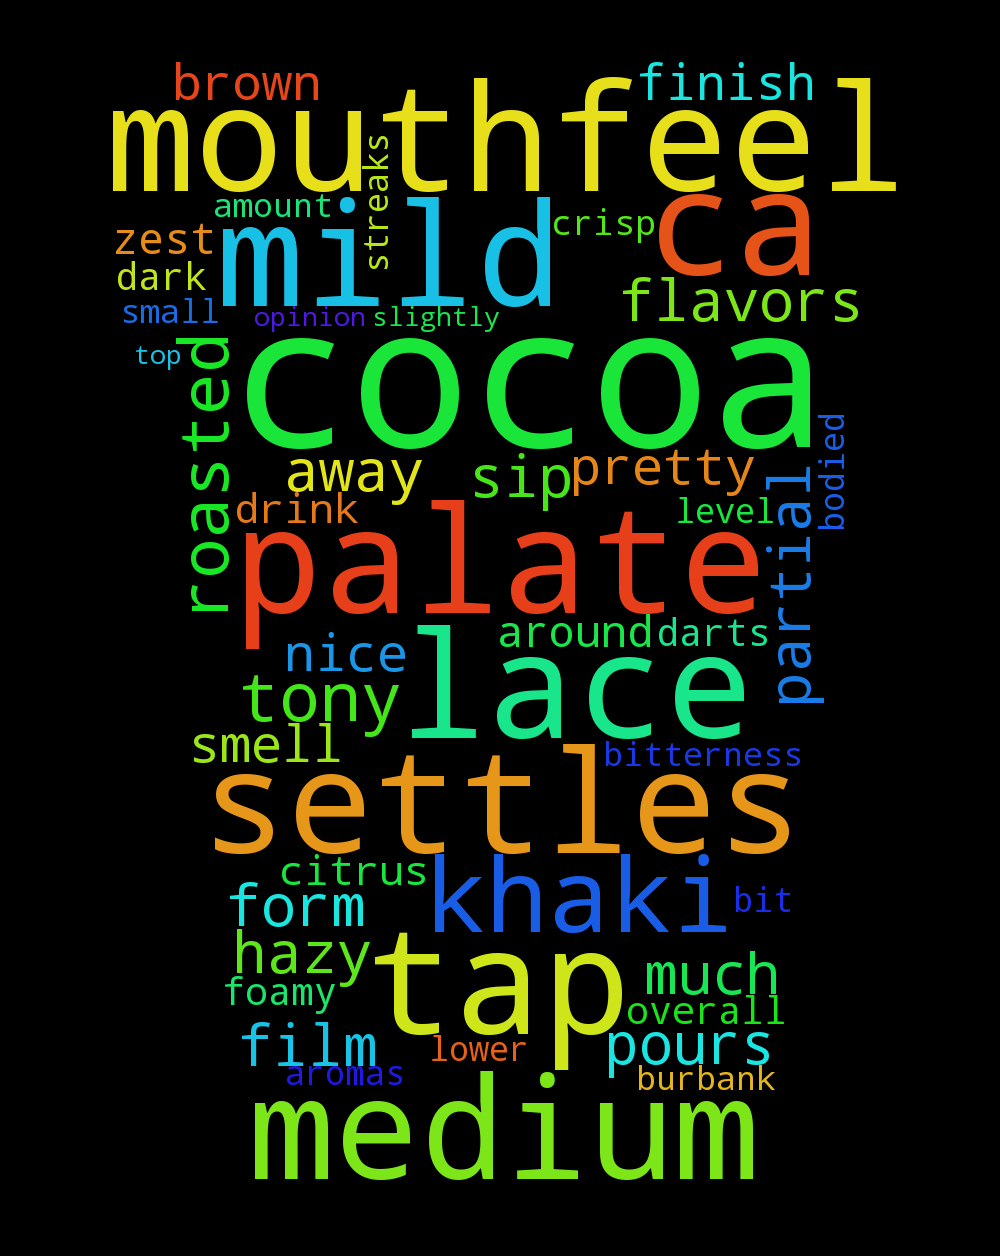 brown finish
mouthfeel
streaks
amount mild crisp ca
zest
dark
small opinion slightly flavors
top
roasted cocoa
bodied
away sip pretty
drink level
palate partial
nice around darts
tony lace
smell bitterness
settles
citrus khaki bit
form
hazy tap much
foamy overall
film lower pours
aromas burbank
medium